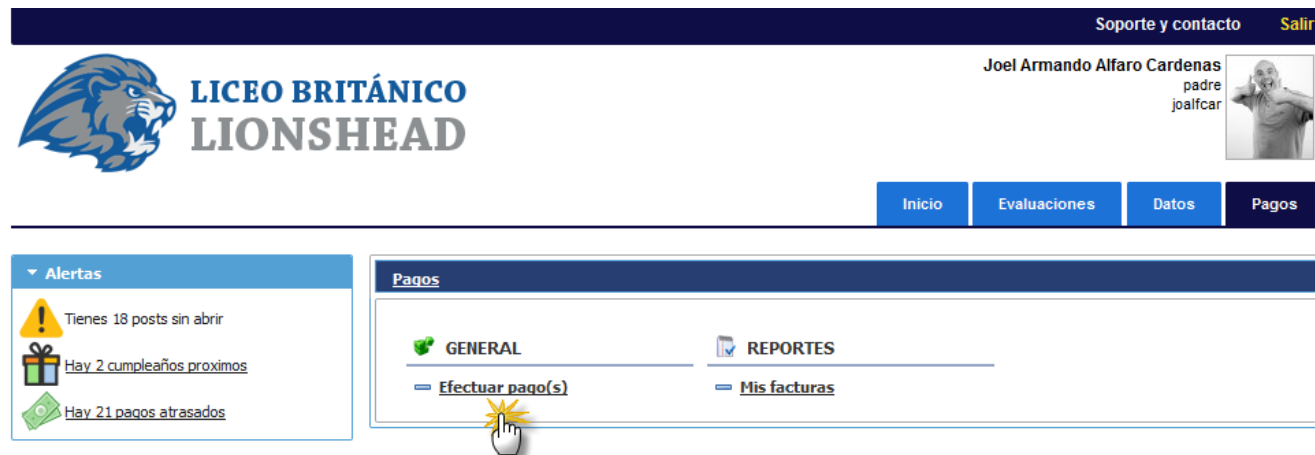 Soporte y contacto Salir
LICEO BRITÁNICO
LIONSHEAD
Joel Armando Alfaro Cardenas
padre
joalfcar
Inicio Evaluaciones Datos Pagos
Alertas
Tienes 18 posts sin abrir
Hay 2 cumpleaños proximos
Hay 21 pagos atrasados
Pagos
GENERAL
Efectuar pago(s)
REPORTES
Mis facturas